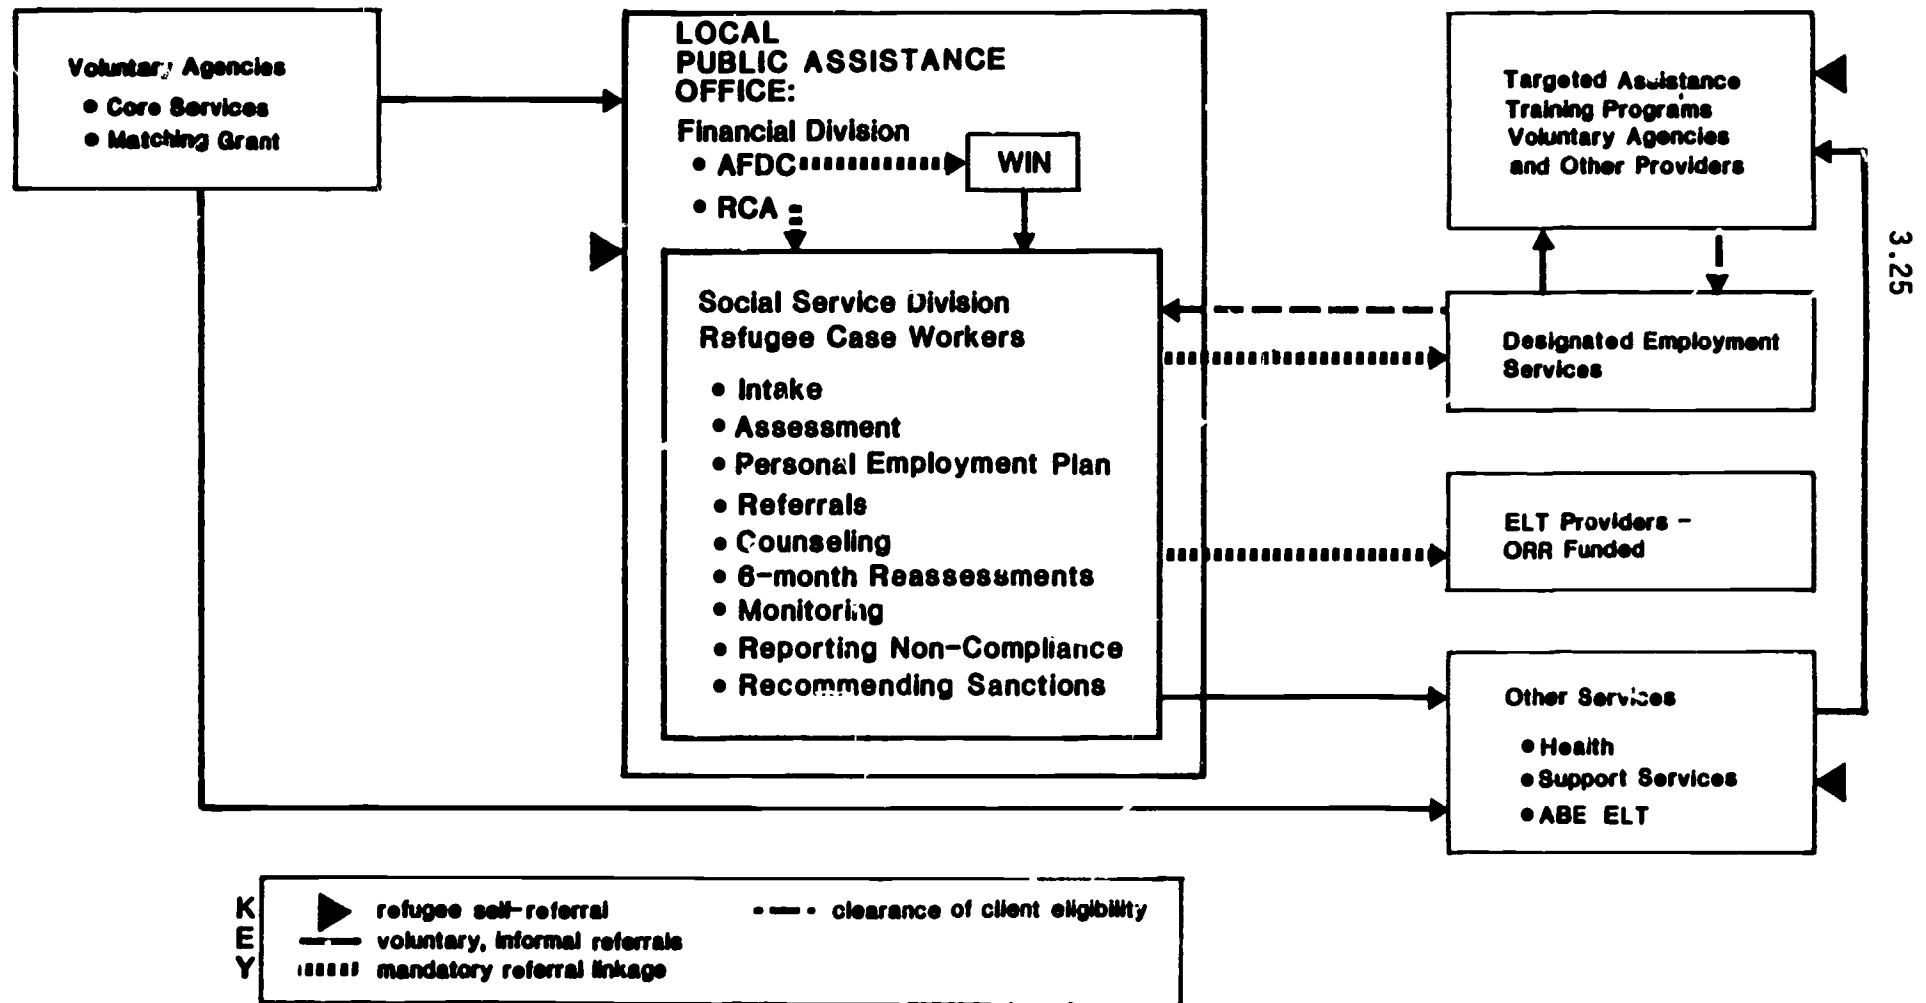 Voluntary Agencies
• Core Services
• Matching Grant
LOCAL
PUBLIC ASSISTANCE
OFFICE:
Financial Division
• AFDC
WIN
• RCA
Social Service Division
Refugee Case Workers
• Intake
• Assessment
• Personal Employment Plan
• Referrals
• Counseling
• 6-month Reassessments
• Monitoring
• Reporting Non-Compliance
• Recommending Sanctions
Targeted Assistance
Training Programs
Voluntary Agencies
and Other Providers
Designated Employment
Services
ELT Providers -
ORR Funded
Other Services
• Health
• Support Services
• ABE ELT
3.25
KEY
refugee self-referral
voluntary, informal referrals
mandatory referral linkage
clearance of client eligibility